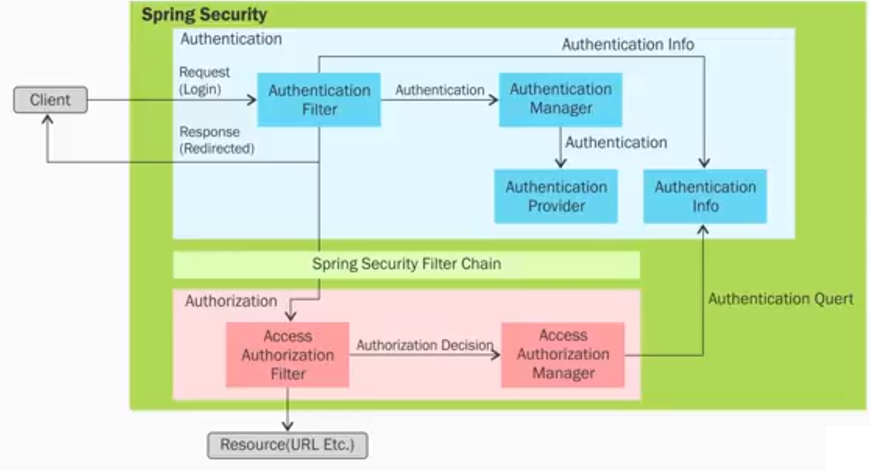 Spring Security
Authentication
Authentication Info
Request
(Login)
Client
Authentication
Filter
Authentication
Authentication
Manager
Response
(Redirected)
Authentication
Authentication
Provider
Authentication
Info
Spring Security Filter Chain
Authorization
Authentication Quert
Access
Authorization
Filter
Authorization Decision
Access
Authorization
Manager
Resource(URL Etc.)